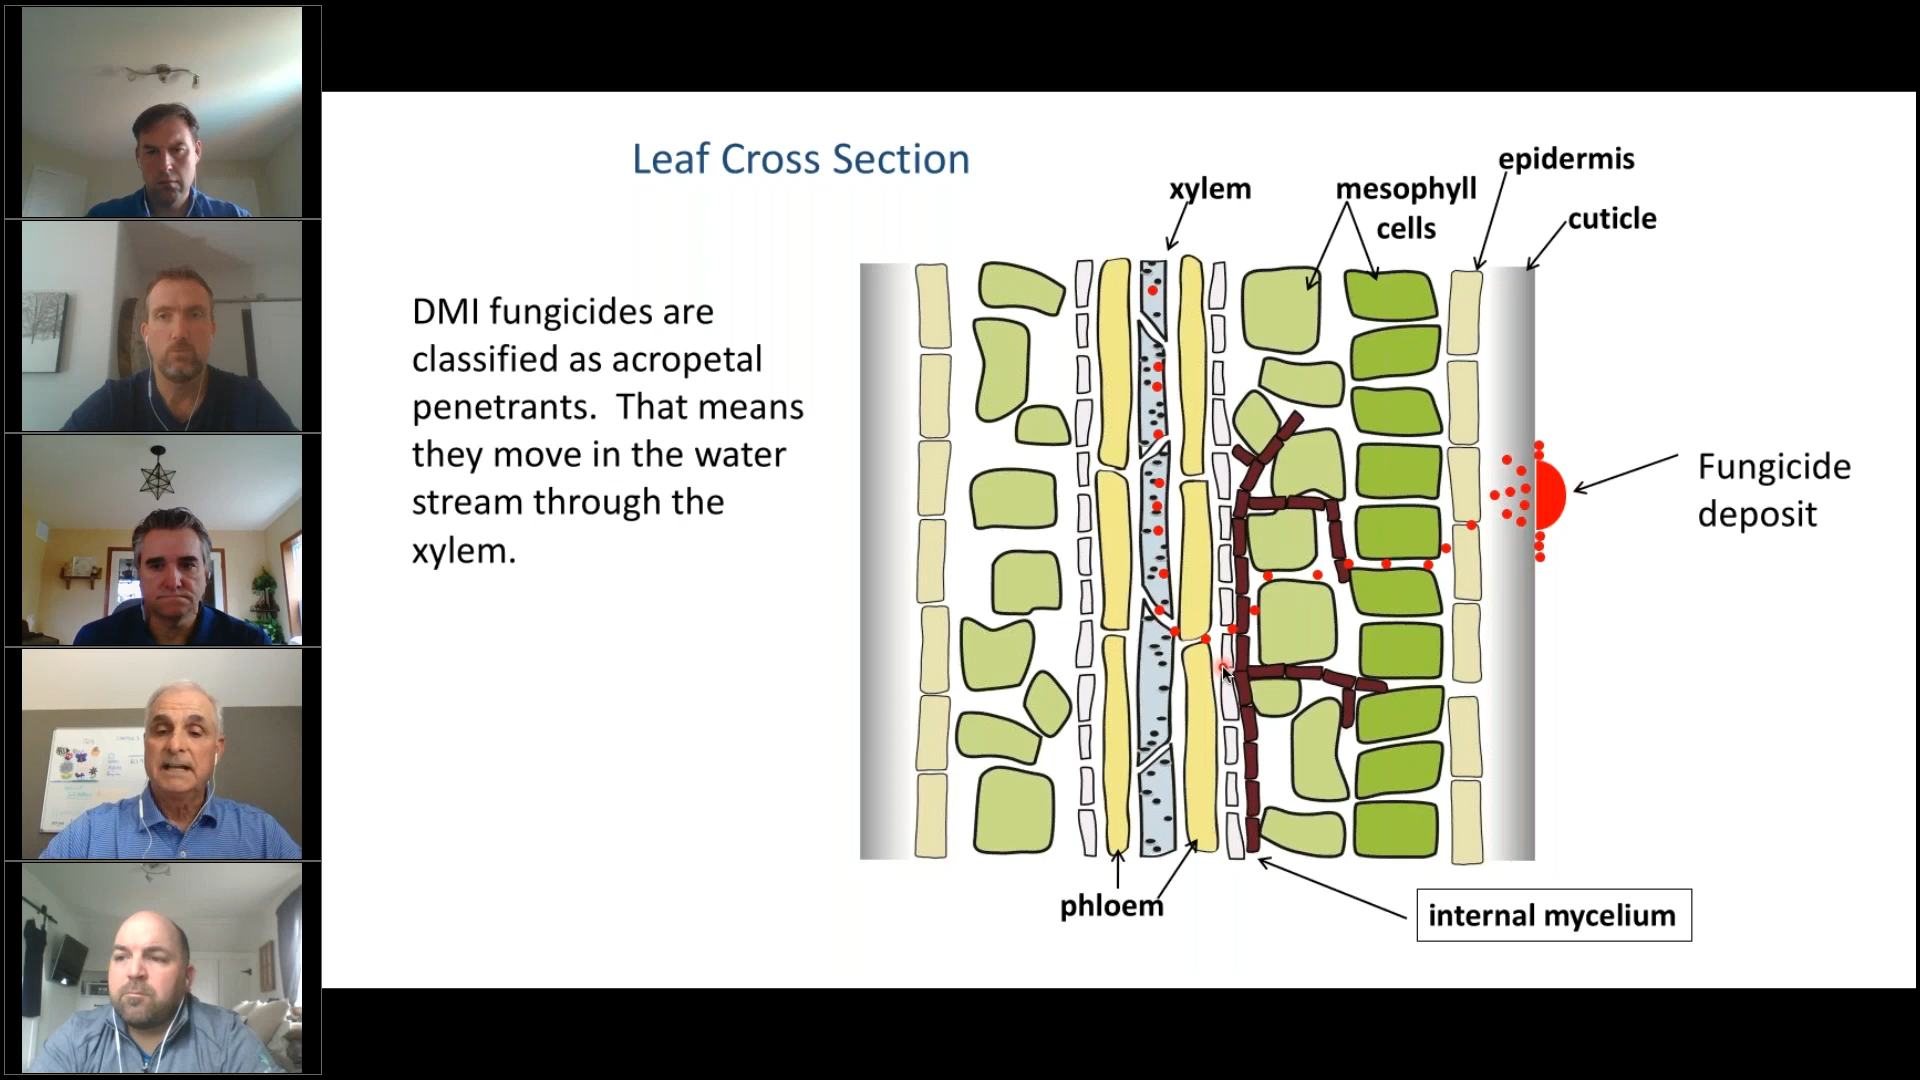 Leaf Cross Section
DMI fungicides are
classified as acropetal
penetrants. That means
they move in the water
stream through the
xylem.
xylem
mesophyll
cells
epidermis
cuticle
Fungicide
deposit
phloem
internal mycelium